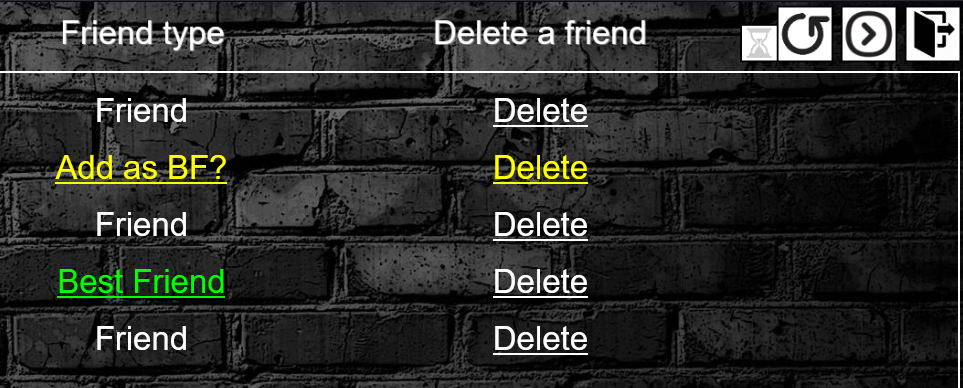 Friend type Delete a friend
Friend Delete
Add as BF? Delete
Friend Delete
Best Friend Delete
Friend Delete